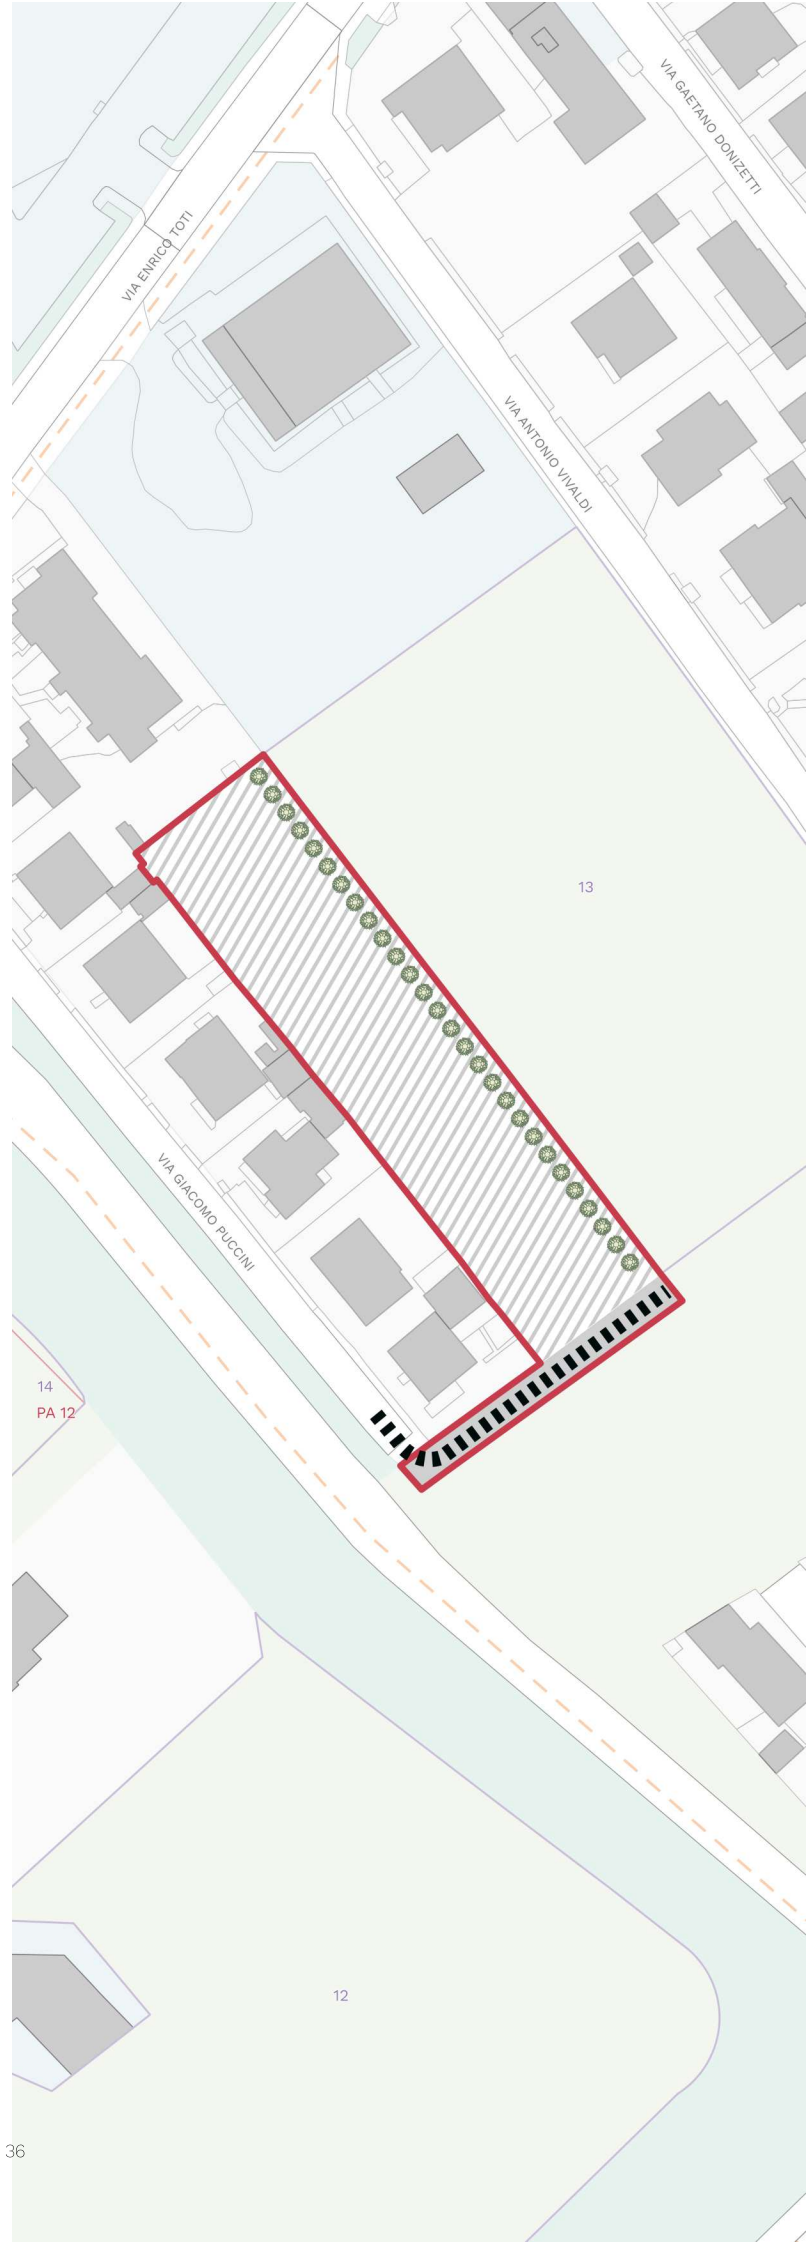 VIA GAETANO DONIZETTI
VIA ENRICO TOTI
VIA ANTONIO VIVALDI
13
VIA GIACOMO PUCCINI
14
PA 12
12
36